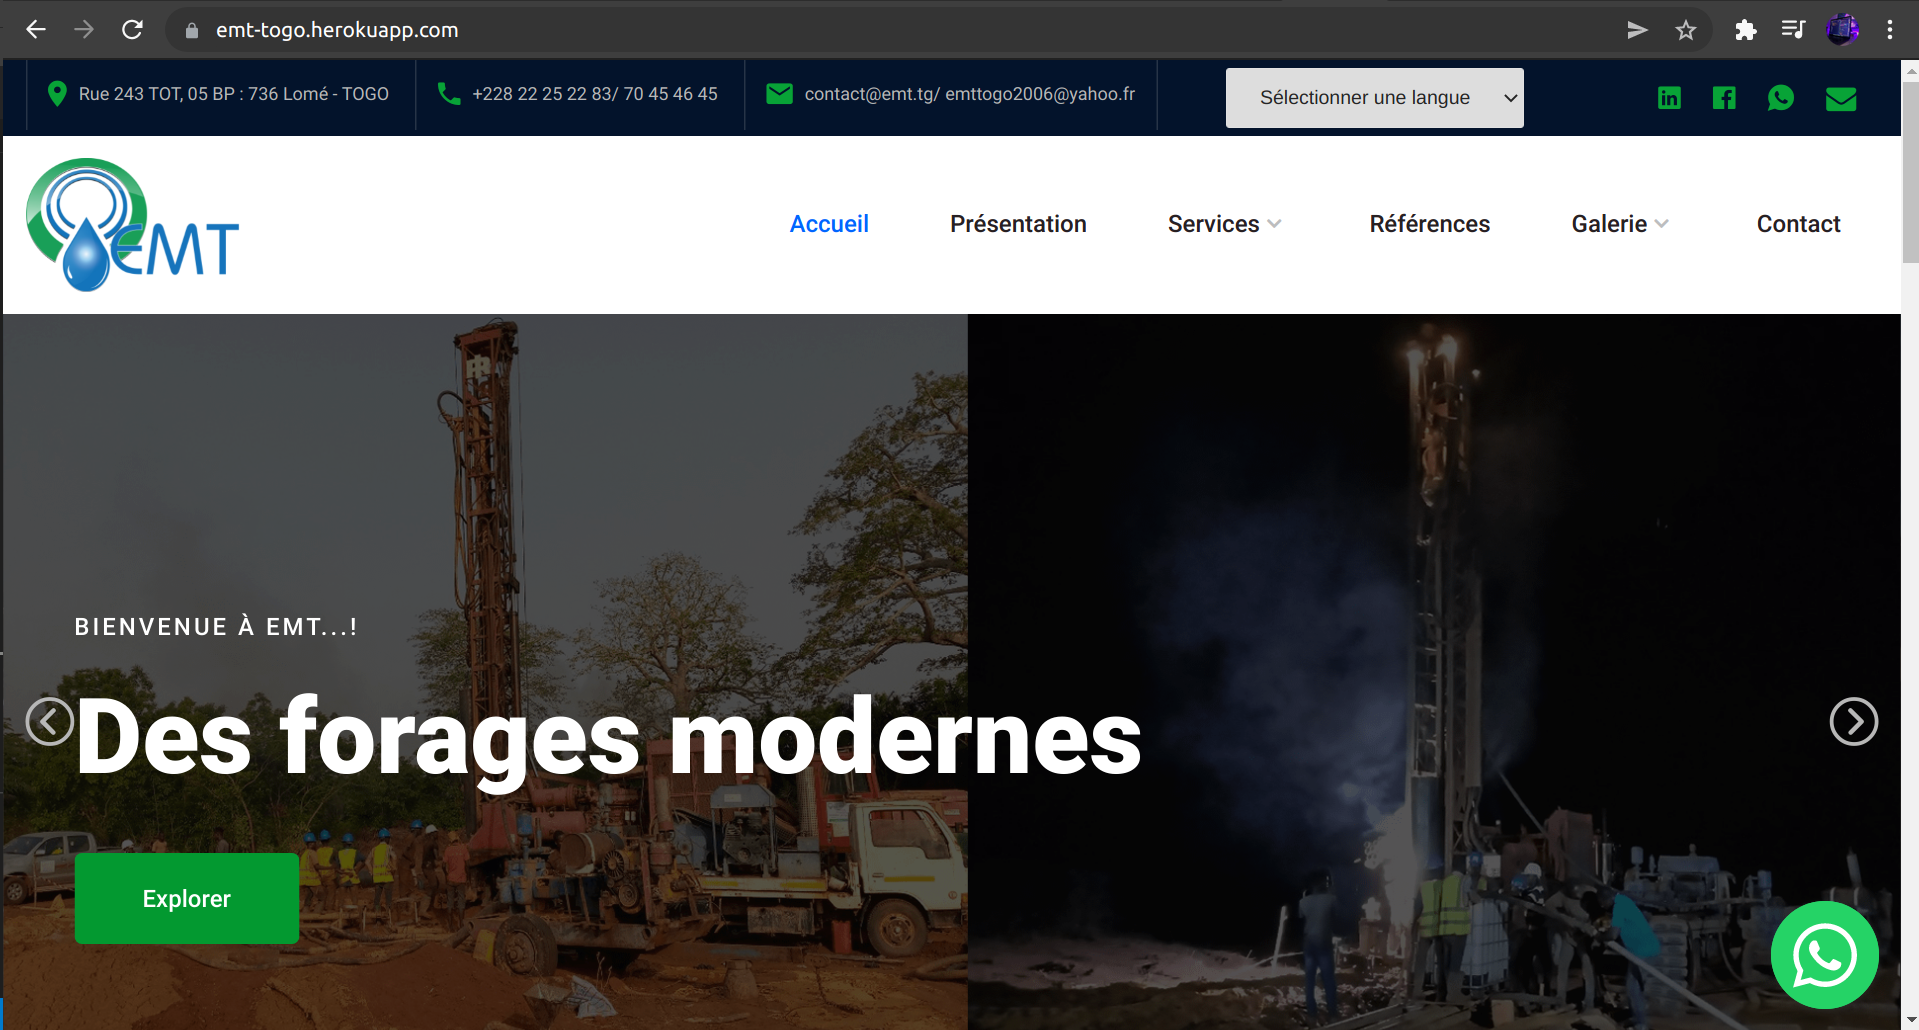 emt-togo.herokuapp.com
Rue 243 TOT, 05 BP : 736 Lomé - TOGO
+228 22 25 22 83/ 70 45 46 45
contact@emt.tg/ emttogo2006@yahoo.fr
Sélectionner une langue
EMT
Accueil
Présentation
Services
Références
Galerie
Contact
BIENVENUE À EMT...!
Des forages modernes
Explorer